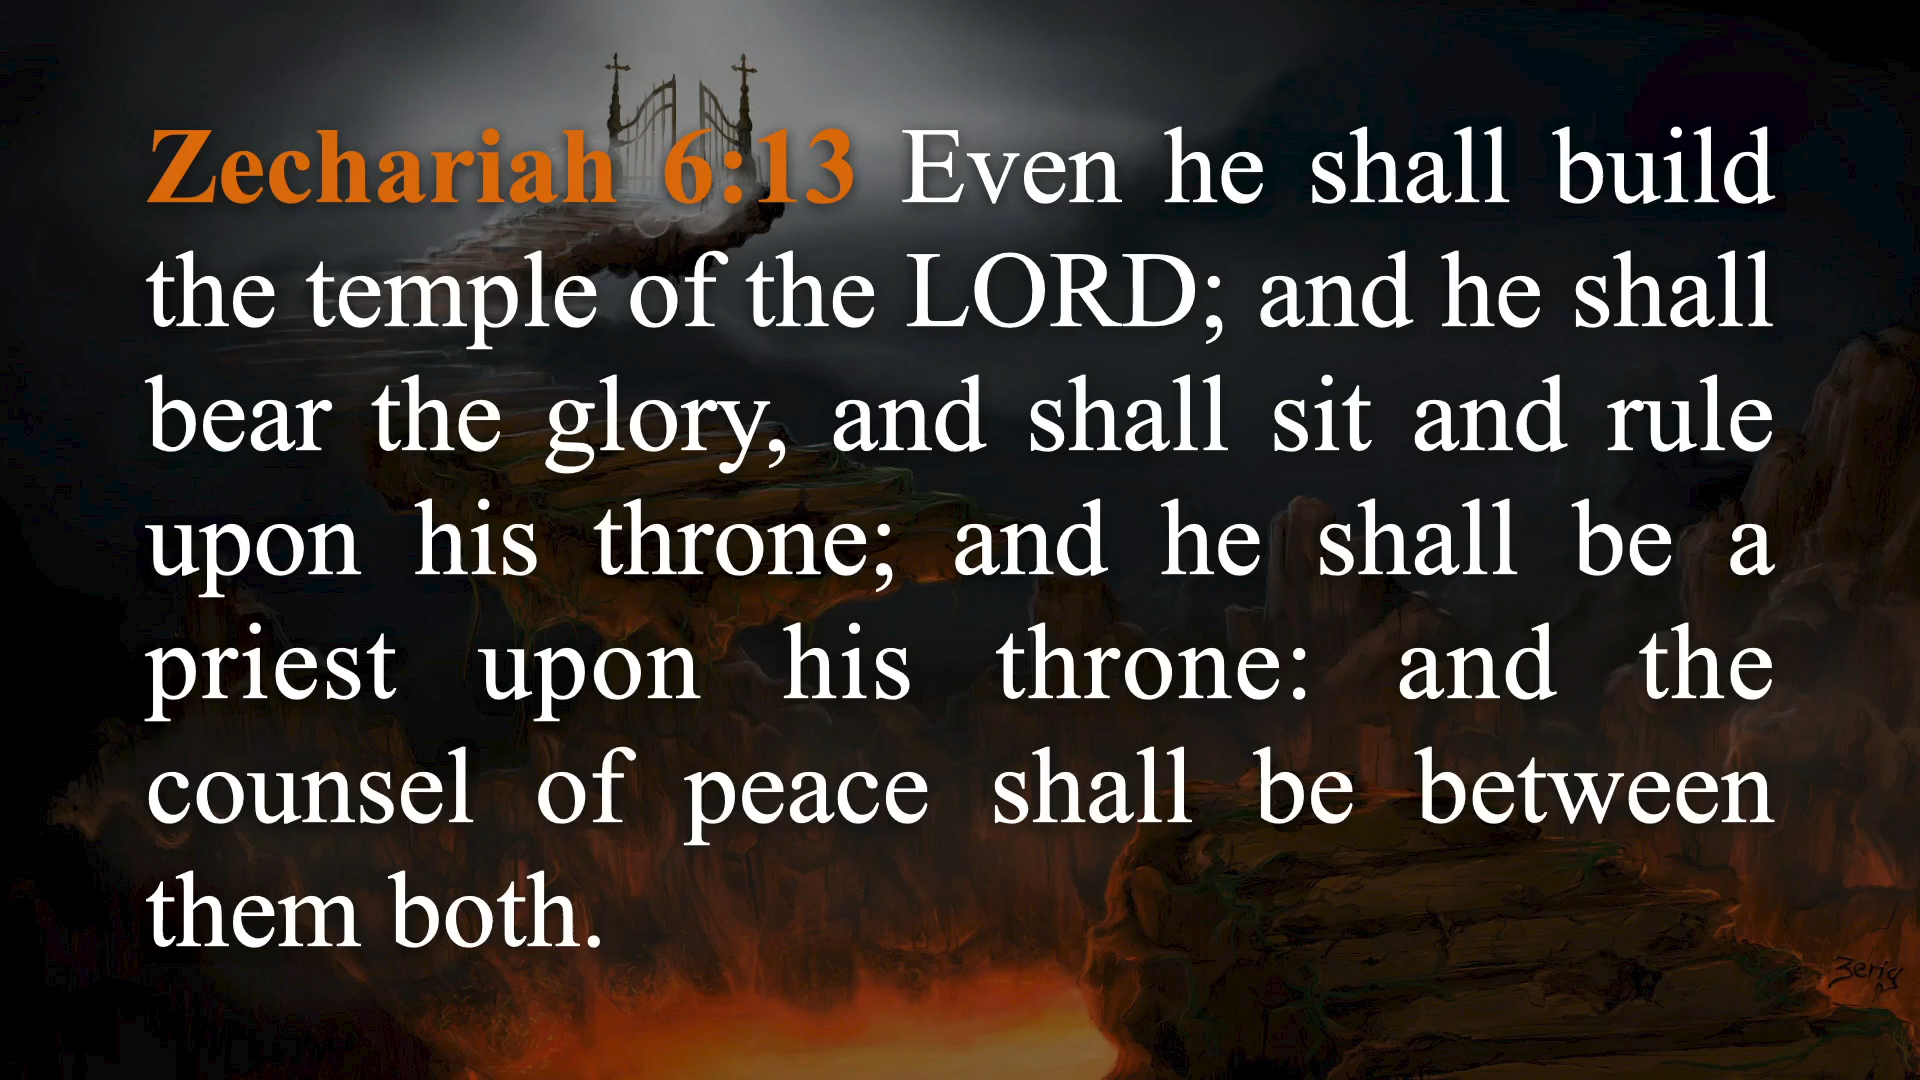 Zechariah 6:13 Even he shall build
the temple of the LORD; and he shall
bear the glory, and shall sit and rule
upon his throne; and he shall be a
priest upon his throne: and the
counsel of peace shall be between
them both.